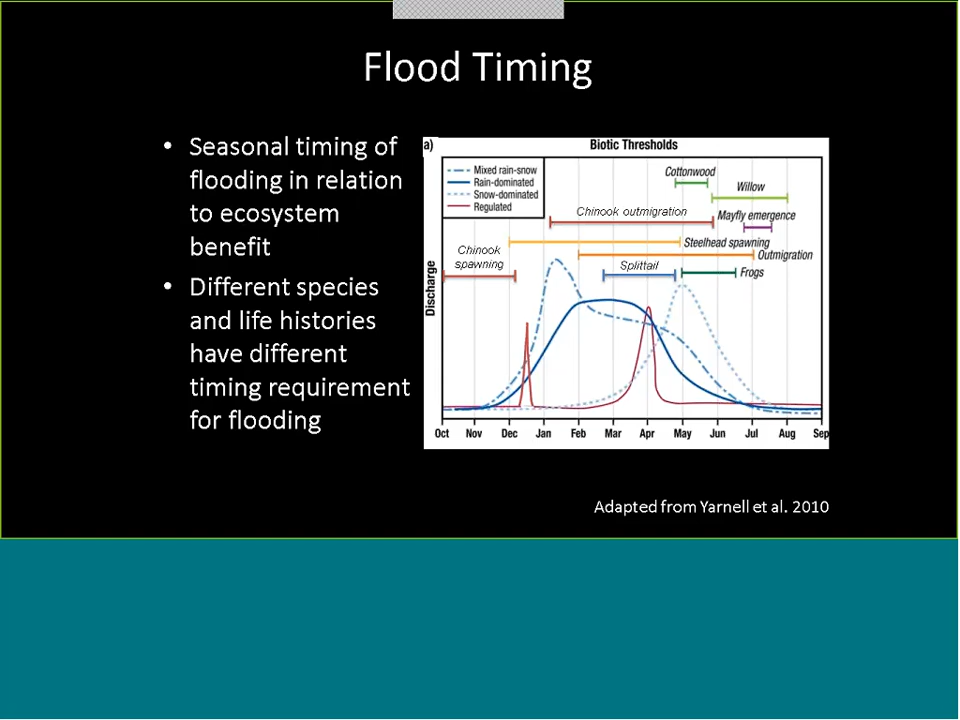 Flood Timing
• Seasonal timing of
flooding in relation
to ecosystem
benefit
• Different species
and life histories
have different
timing requirement
for flooding
a)
Biotic Thresholds
Mixed rain-snow
Rain-dominated
Snow-dominated
Regulated
Cottonwood
Willow
Chinook outmigration
Mayfly emergence
Steelhead spawning
Chinook
spawning
Outmigration
Splittail
Frogs
Discharge
Oct Nov Dec Jan Feb Mar Apr May Jun Jul Aug Sep
Adapted from Yarnell et al. 2010